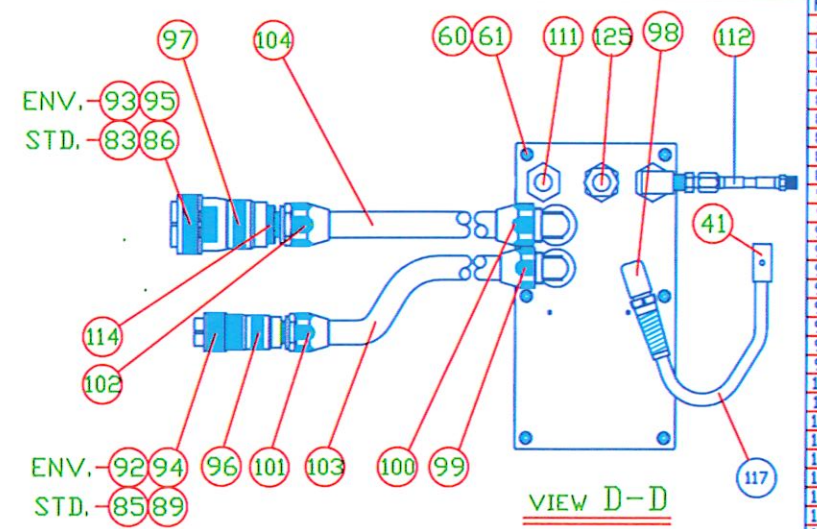 97 104 60 61 111 125 98 112
ENV. 93 95
STD. 83 86
41
114
102
ENV. 92 94 96 101 103 100 99 117
STD. 85 89
VIEW D-D